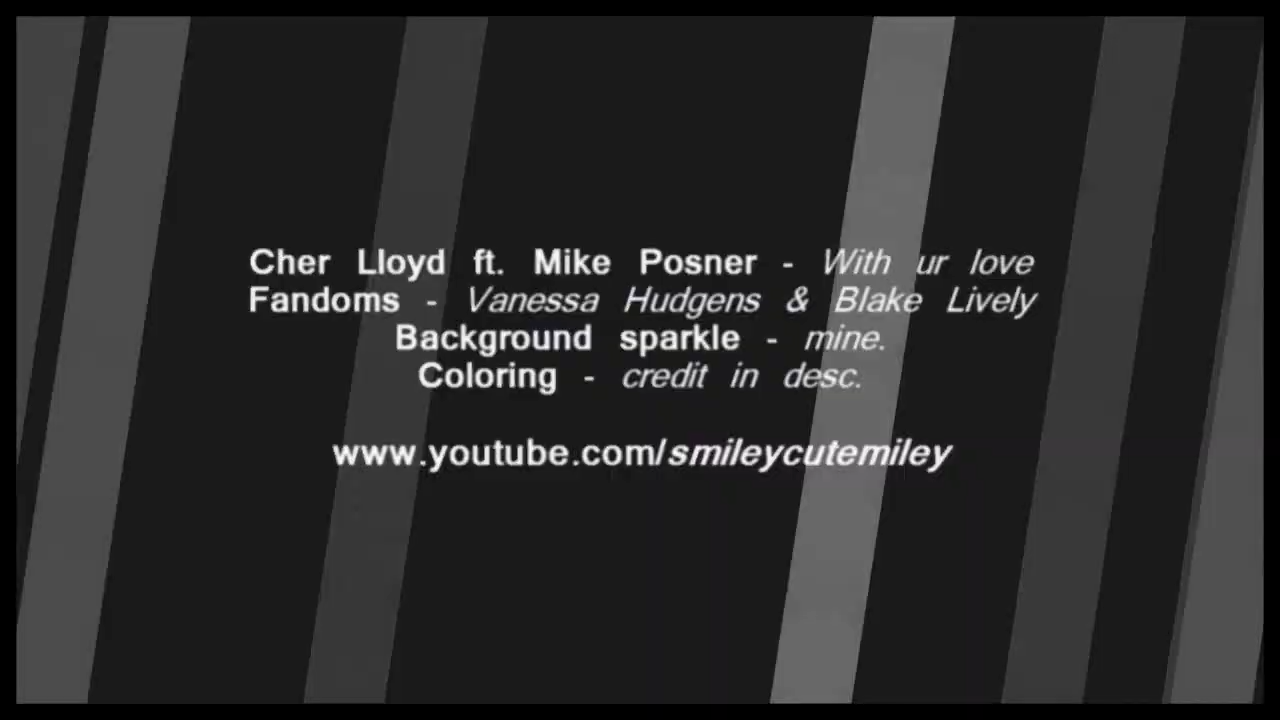 Cher Lloyd ft. Mike Posner - With ur love
Fandoms - Vanessa Hudgens & Blake Lively
Background sparkle - mine.
Coloring - credit in desc.
www.youtube.com/smileycutemiley